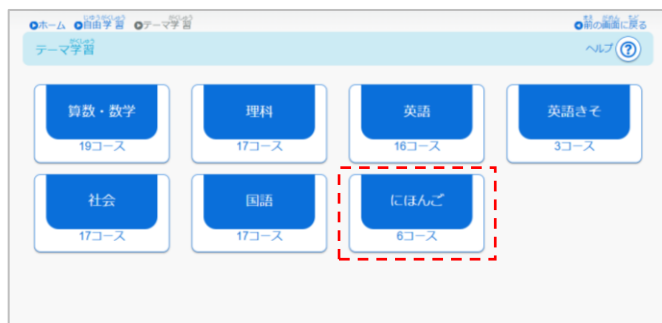 ホーム 自由学習 テーマ学習 前の画面に戻る
テーマ学習 ヘルプ ?
算数・数学 理科 英語 英語きそ
19コース 17コース 16コース 3コース
社会 国語 にほんご
17コース 17コース 6コース